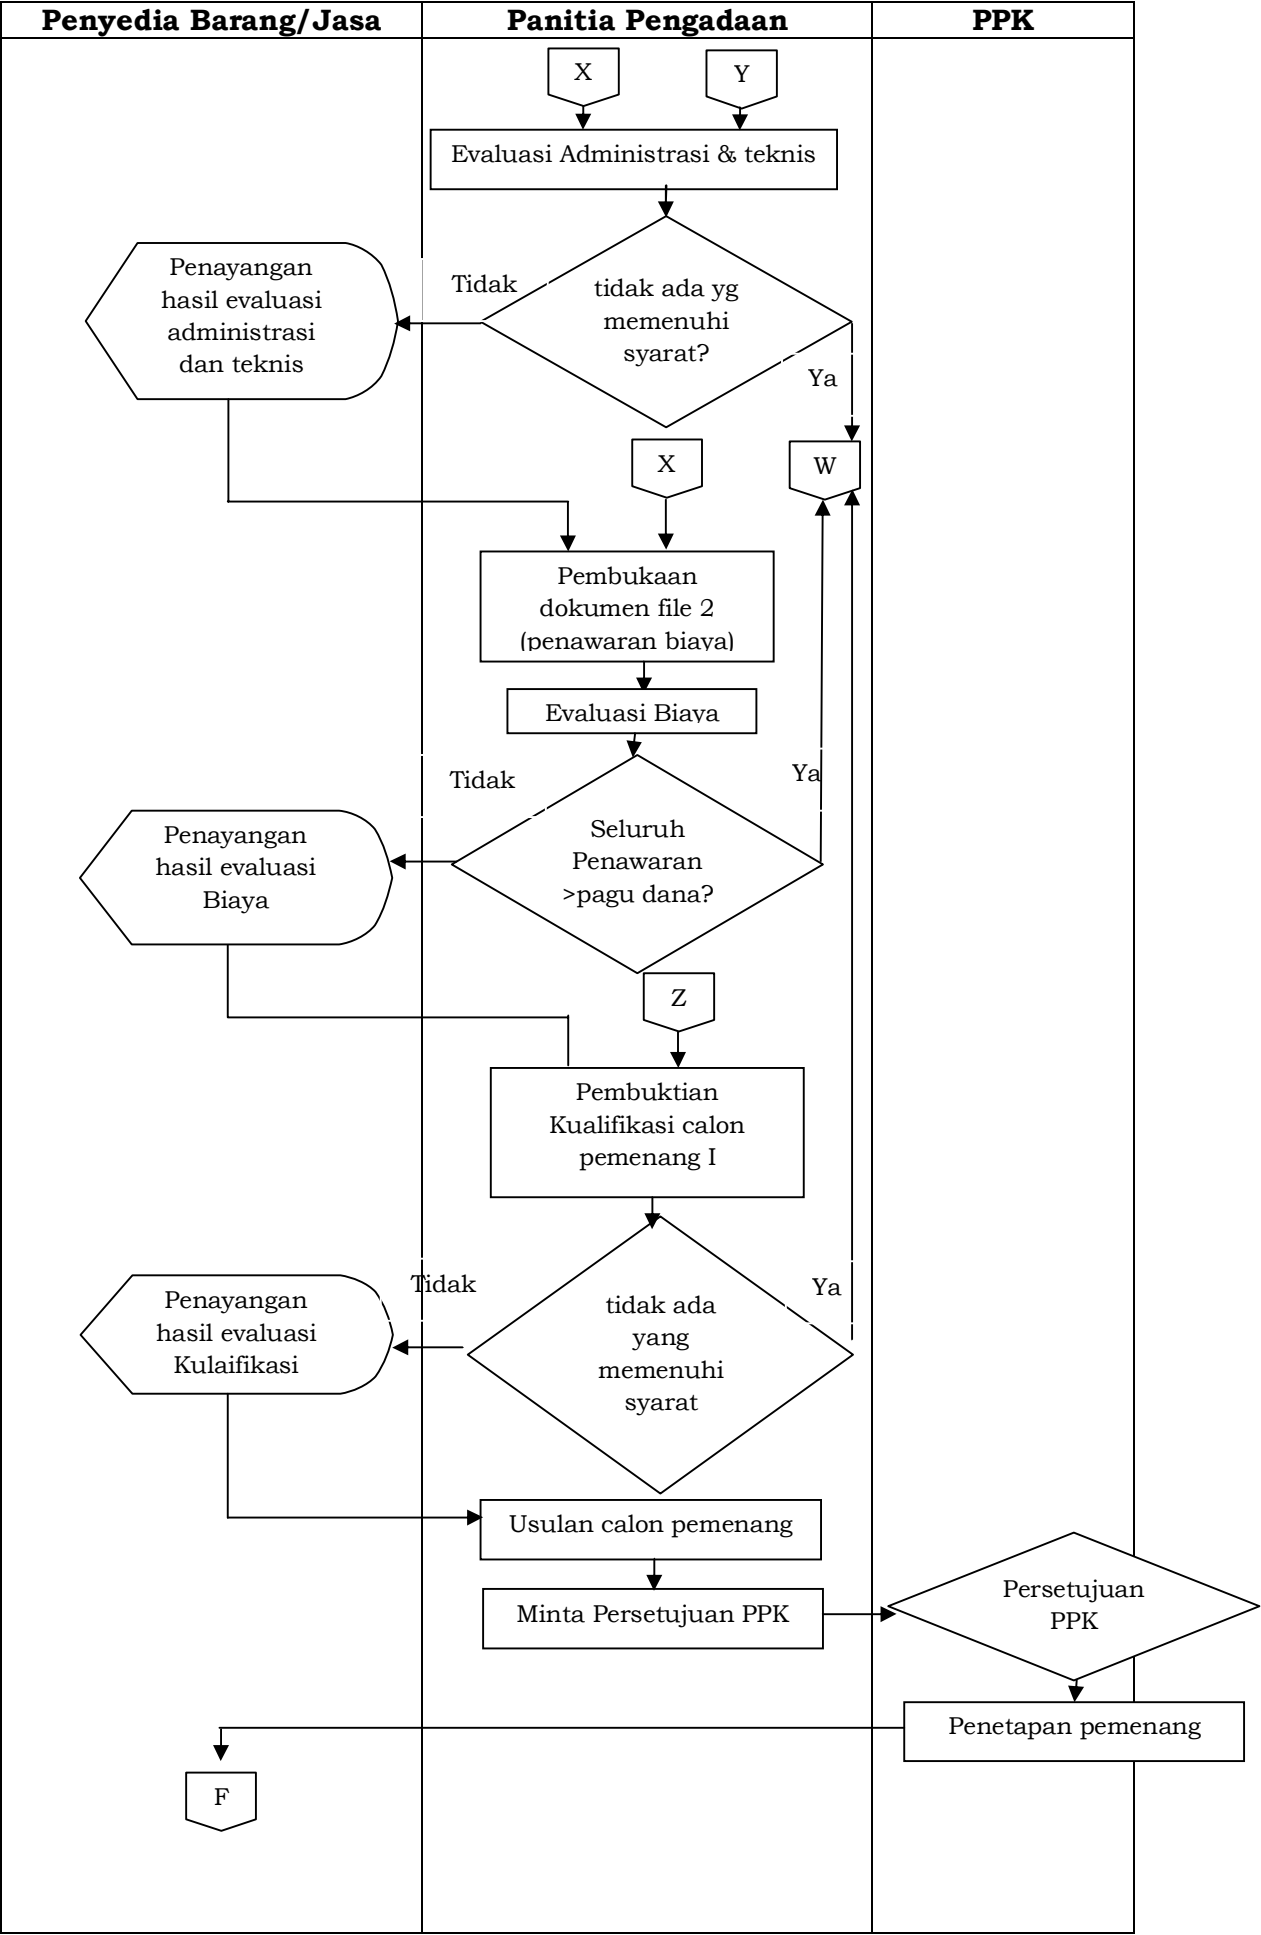 Penyedia Barang/Jasa
Panitia Pengadaan
PPK
X
Y
Evaluasi Administrasi & teknis
Penayangan
hasil evaluasi
administrasi
dan teknis
Tidak
tidak ada yg
memenuhi
syarat?
Ya
X
W
Pembukaan
dokumen file 2
(penawaran biaya)
Evaluasi Biaya
Tidak
Ya
Penayangan
hasil evaluasi
Biaya
Seluruh
Penawaran
>pagu dana?
Z
Pembuktian
Kualifikasi calon
pemenang I
Tidak
Ya
Penayangan
hasil evaluasi
Kulaifikasi
tidak ada
yang
memenuhi
syarat
Usulan calon pemenang
Minta Persetujuan PPK
Persetujuan
PPK
Penetapan pemenang
F